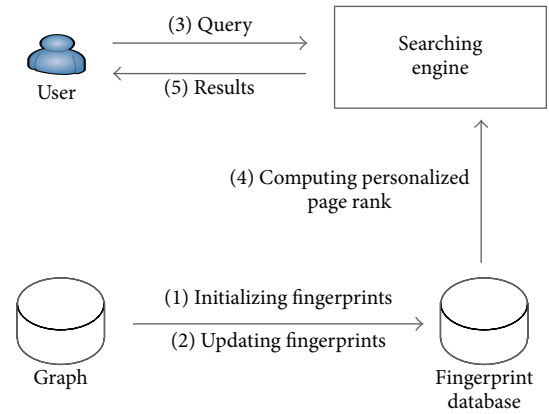 (3) Query
Searching
engine
(5) Results
User
(4) Computing personalized
page rank
(1) Initializing fingerprints
(2) Updating fingerprints
Graph
Fingerprint
database